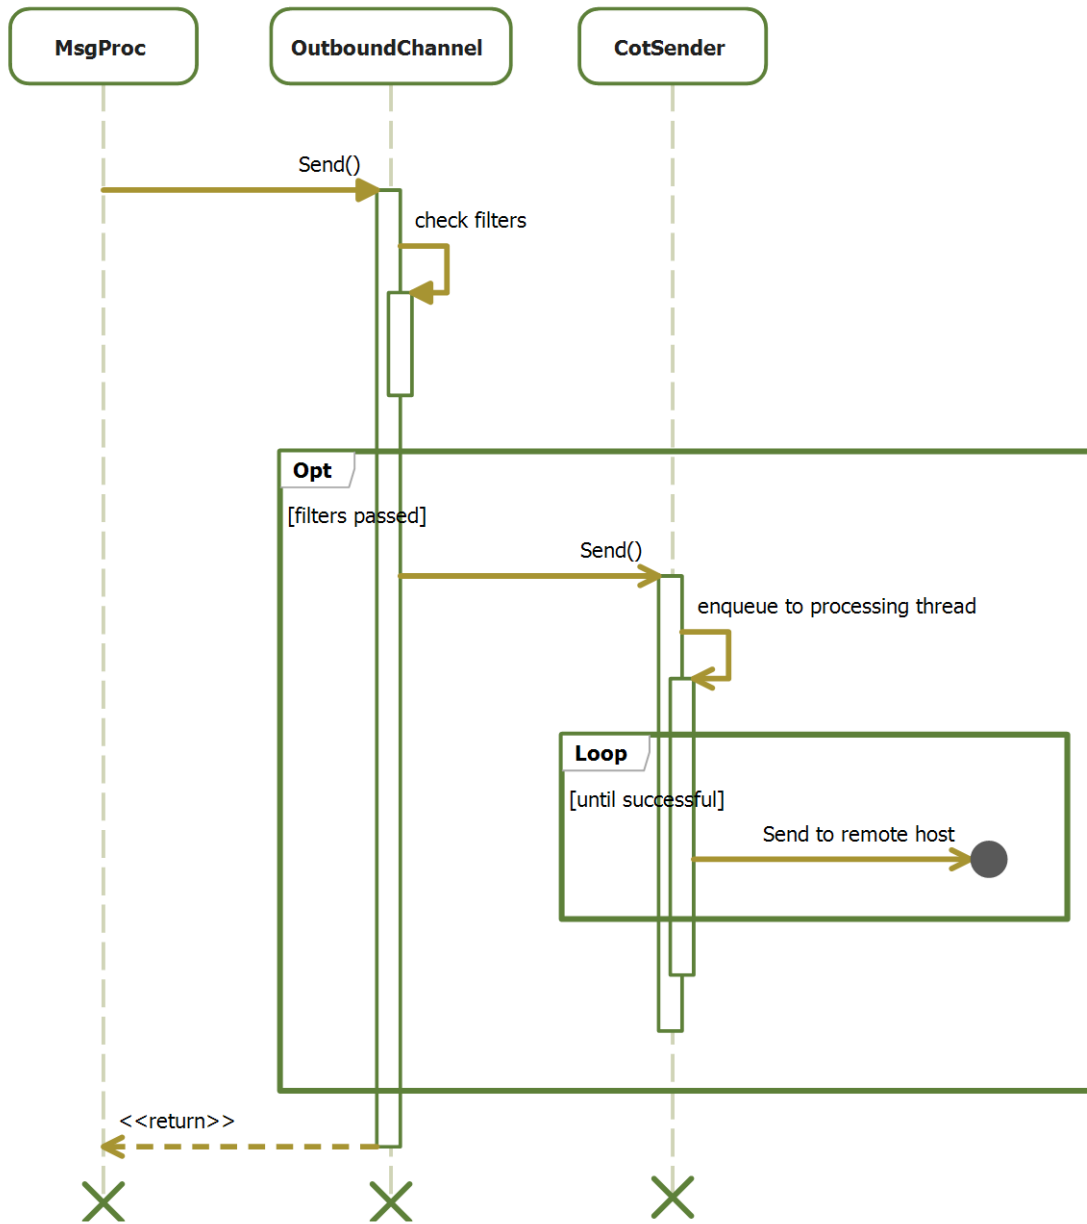 MsgProc
OutboundChannel
CotSender
Send()
check filters
Opt
[filters passed]
Send()
enqueue to processing thread
Loop
[until successful]
Send to remote host
<<return>>